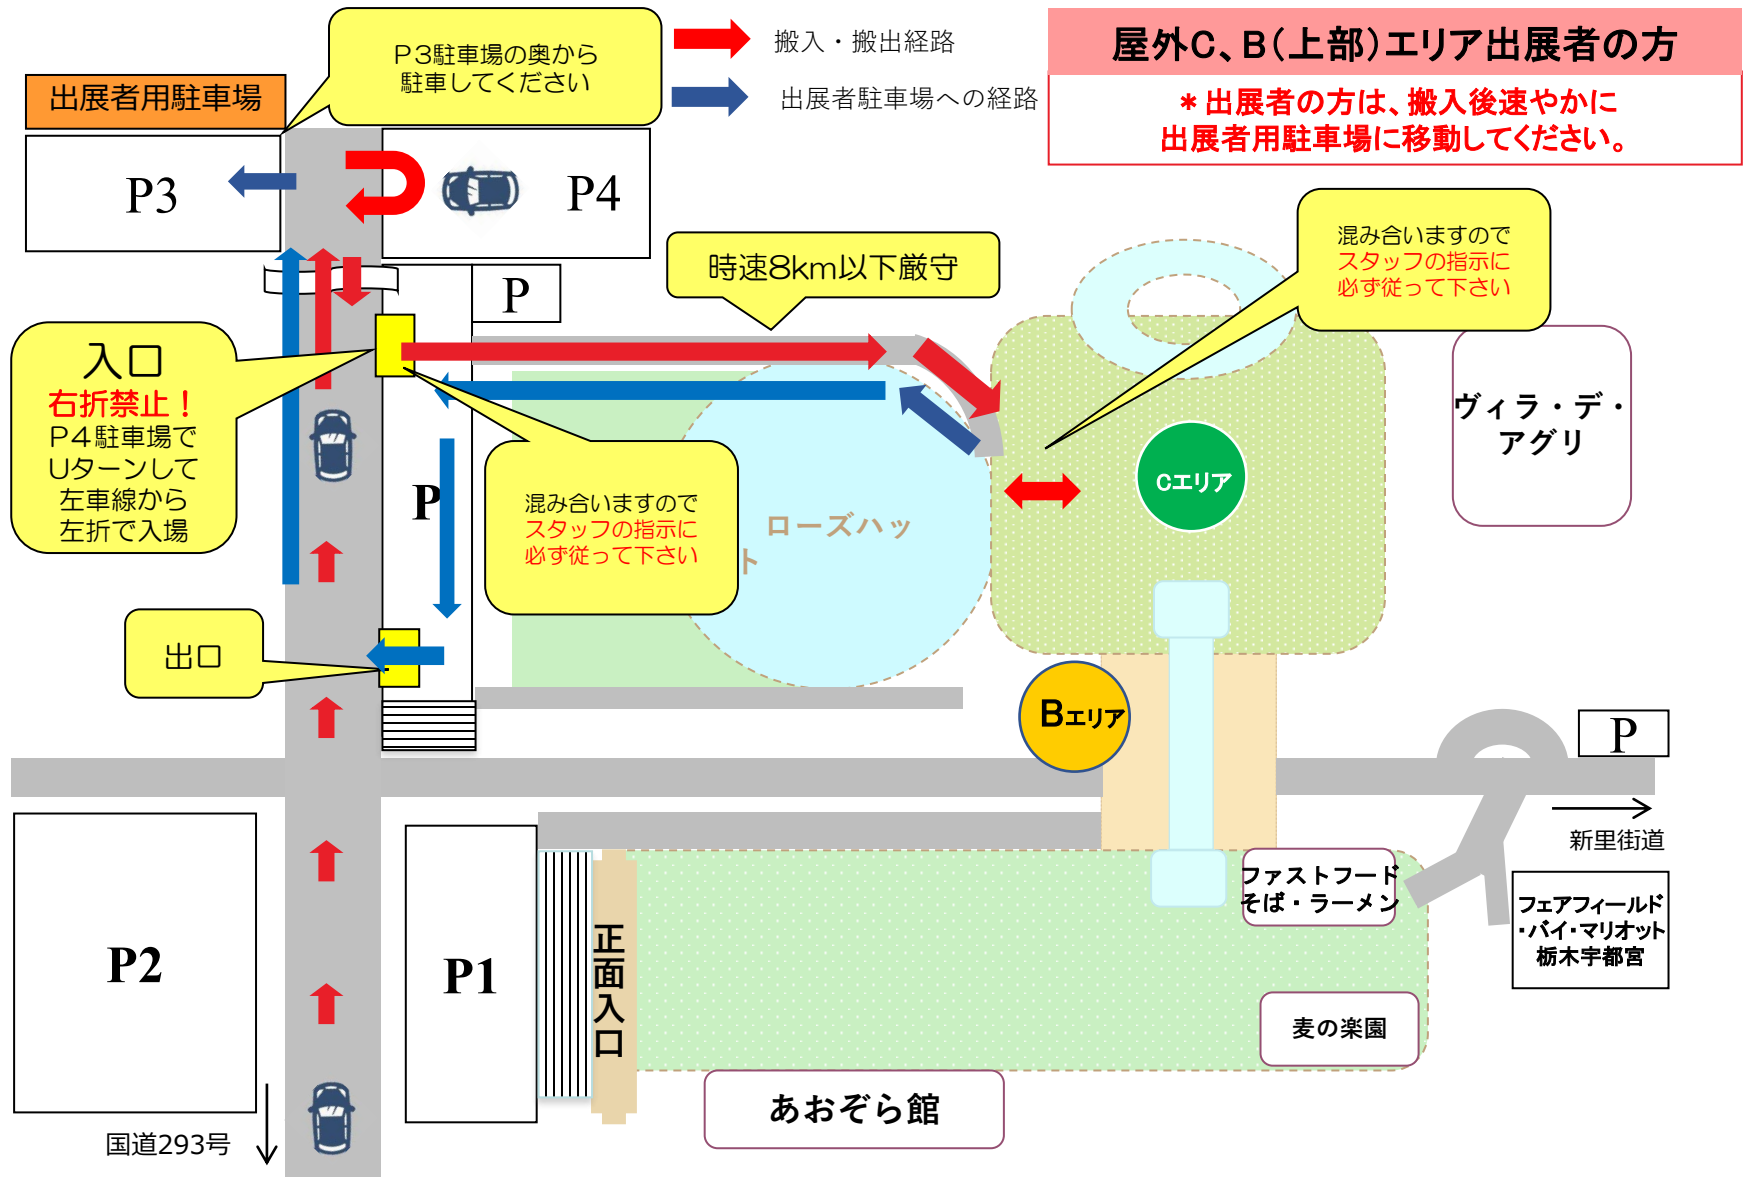 P3駐車場の奥から
駐車してください
搬入・搬出経路
出展者駐車場への経路
屋外C、B(上部)エリア出展者の方
＊出展者の方は、搬入後速やかに
出展者用駐車場に移動してください。
出展者用駐車場
P3
P4
P
時速8km以下厳守
混み合いますので
スタッフの指示に
必ず従って下さい
入口
右折禁止！
P4駐車場で
Uターンして
左車線から
左折で入場
P
混み合いますので
スタッフの指示に
必ず従って下さい
ローズハッ
ト
Cエリア
ヴィラ・デ・
アグリ
出口
Bエリア
P
新里街道
P2
P1
正面入口
ファストフード
そば・ラーメン
フェアフィールド
・バイ・マリオット
栃木宇都宮
麦の楽園
あおぞら館
国道293号